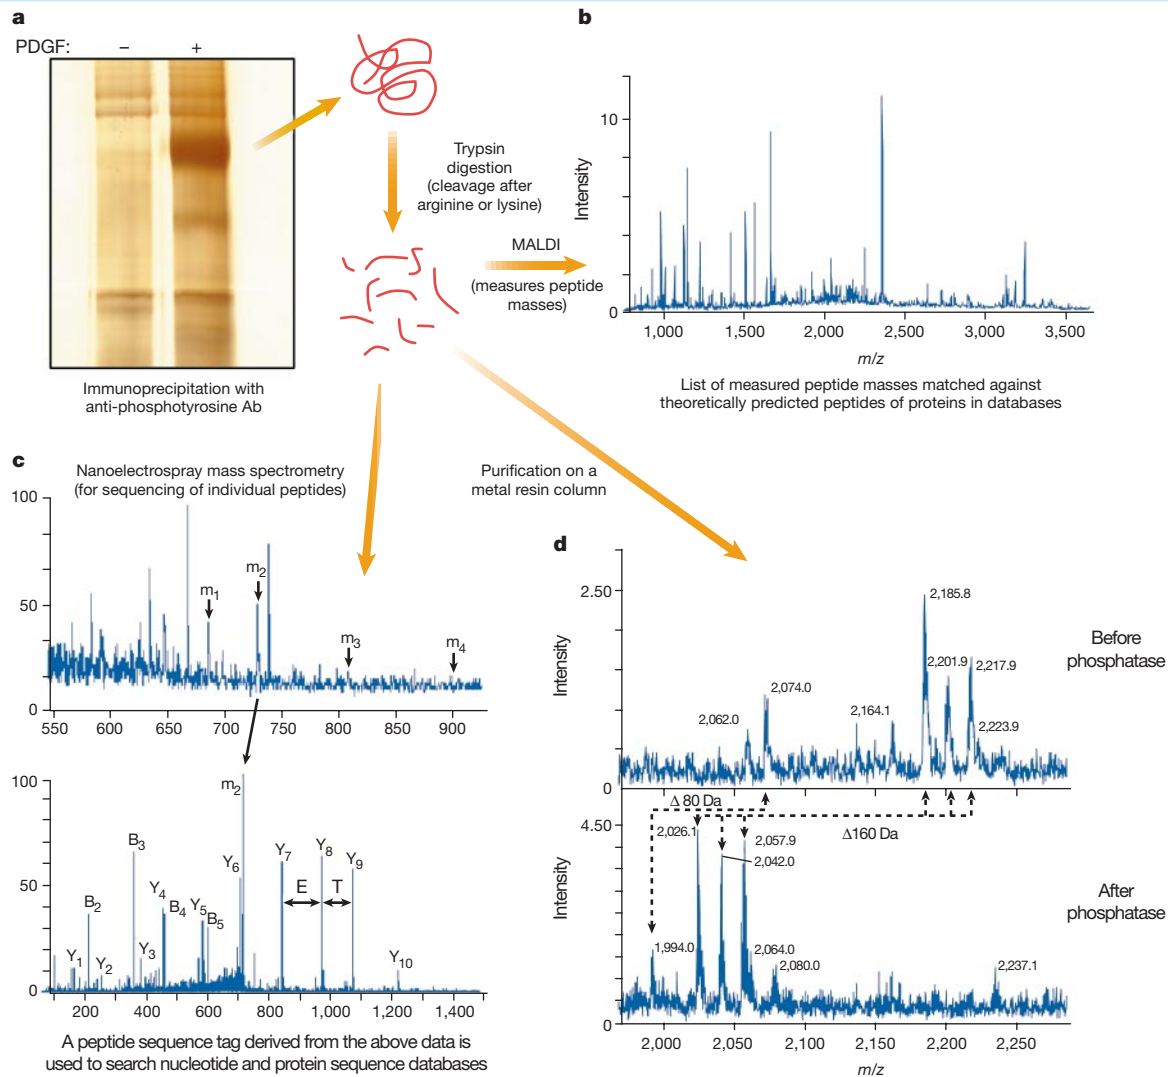 a
PDGF:
−
+
Immunoprecipitation with
anti-phosphotyrosine Ab
Trypsin
digestion
(cleavage after
arginine or lysine)
MALDI
(measures peptide
masses)
b
Intensity
10
0
1,000
1,500
2,000
2,500
3,000
3,500
m/z
List of measured peptide masses matched against
theoretically predicted peptides of proteins in databases
c
Nanoelectrospray mass spectrometry
(for sequencing of individual peptides)
100
50
0
m1
m2
m3
m4
550
600
650
700
750
800
850
900
100
50
0
m2
B2
B3
B4
B5
Y1
Y2
Y3
Y4
Y5
Y6
Y7
Y8
Y9
Y10
E
T
200
400
600
800
1,000
1,200
1,400
A peptide sequence tag derived from the above data is
used to search nucleotide and protein sequence databases
Purification on a
metal resin column
d
Intensity
2.50
0
2,062.0
2,074.0
2,164.1
2,185.8
2,201.9
2,217.9
2,223.9
Before
phosphatase
Δ 80 Da
Δ160 Da
Intensity
4.50
0
1,994.0
2,026.1
2,057.9
2,042.0
2,064.0
2,080.0
2,237.1
After
phosphatase
2,000
2,050
2,100
2,150
2,200
2,250
m/z